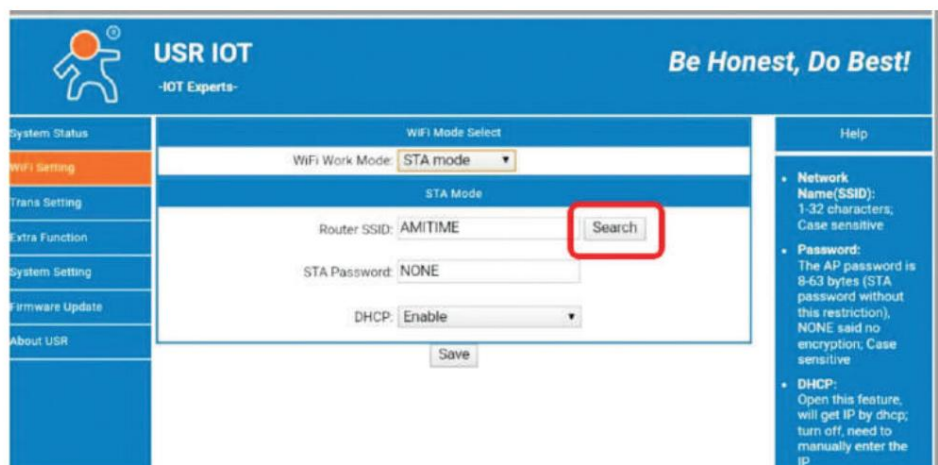 ®
USR IOT
-IOT Experts-
Be Honest, Do Best!
System Status
WiFi Setting
Trans Setting
Extra Function
System Setting
Firmware Update
About USR
WiFi Mode Select
WiFi Work Mode: STA mode
STA Mode
Router SSID: AMITIME Search
STA Password: NONE
DHCP: Enable
Save
Help
• Network
Name(SSID):
1-32 characters;
Case sensitive
• Password:
The AP password is
8-63 bytes (STA
password without
this restriction),
NONE said no
encryption; Case
sensitive
• DHCP:
Open this feature,
will get IP by dhcp;
turn off, need to
manually enter the
IP